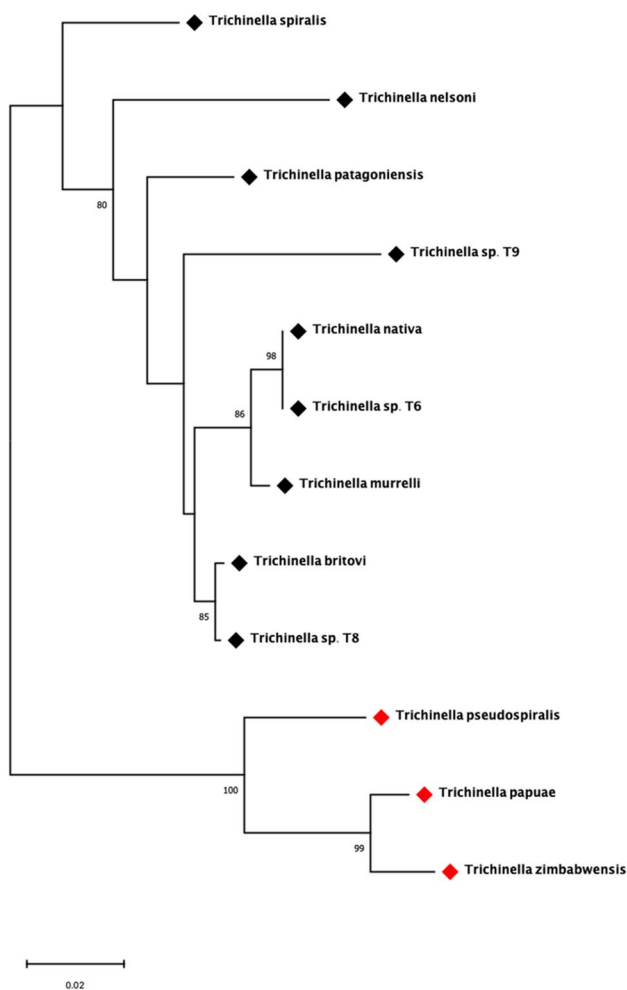 Trichinella spiralis
Trichinella nelsoni
80
Trichinella patagoniensis
Trichinella sp. T9
Trichinella nativa
98
Trichinella sp. T6
86
Trichinella murrelli
Trichinella britovi
85
Trichinella sp. T8
Trichinella pseudospiralis
100
Trichinella papuae
99
Trichinella zimbabwensis
0.02